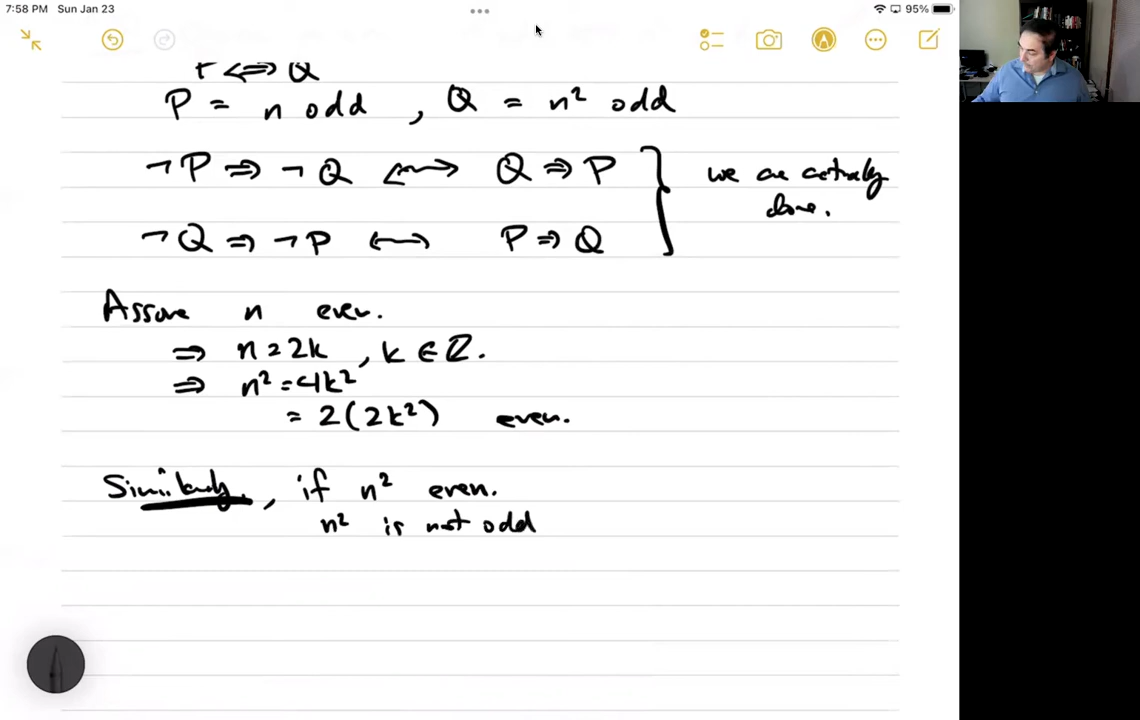 7:58 PM Sun Jan 23
95%
P ⟺ Q
P = n odd , Q = n² odd
¬P ⇒ ¬Q ⟷ Q ⇒ P } we are actually
done.
¬Q ⇒ ¬P ⟷ P ⇒ Q
Assume n even.
⇒ n = 2k , k ∈ ℤ.
⇒ n² = 4k²
= 2(2k²) even.
Similarly, if n² even.
n² is not odd